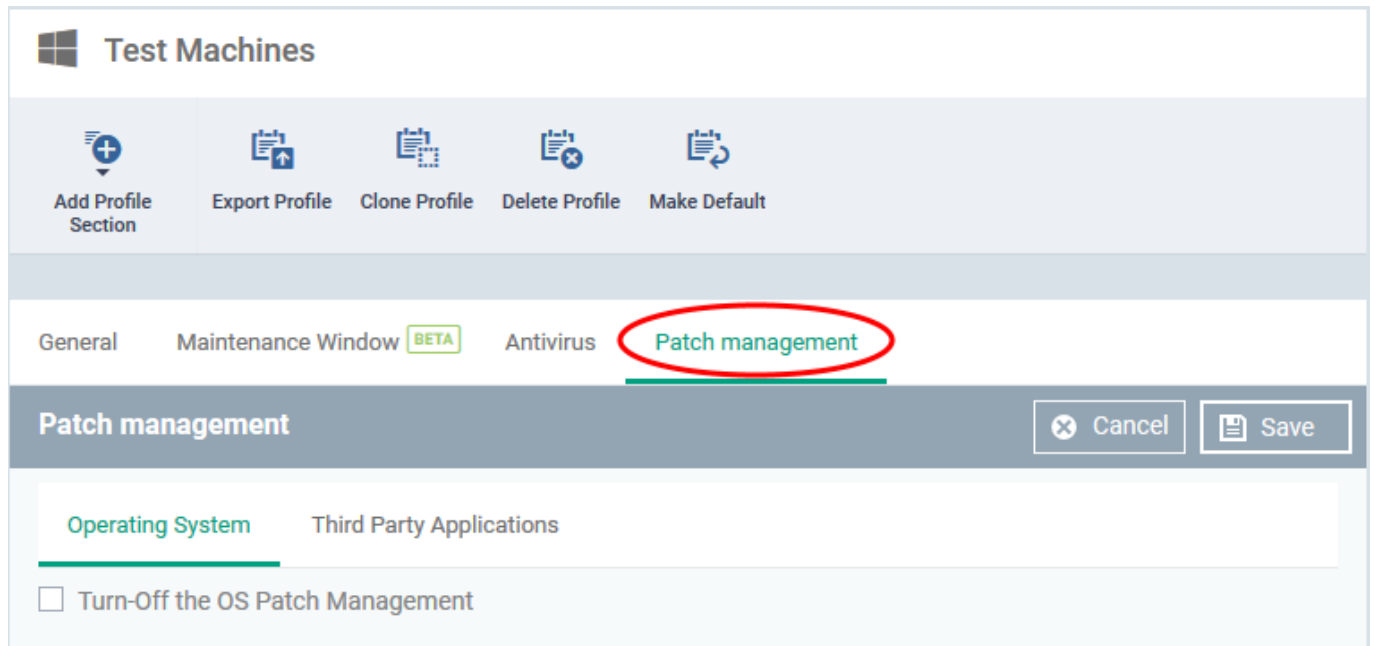 Test Machines
Add Profile
Section
Export Profile
Clone Profile
Delete Profile
Make Default
General
Maintenance Window BETA
Antivirus
Patch management
Patch management
Cancel
Save
Operating System
Third Party Applications
Turn-Off the OS Patch Management